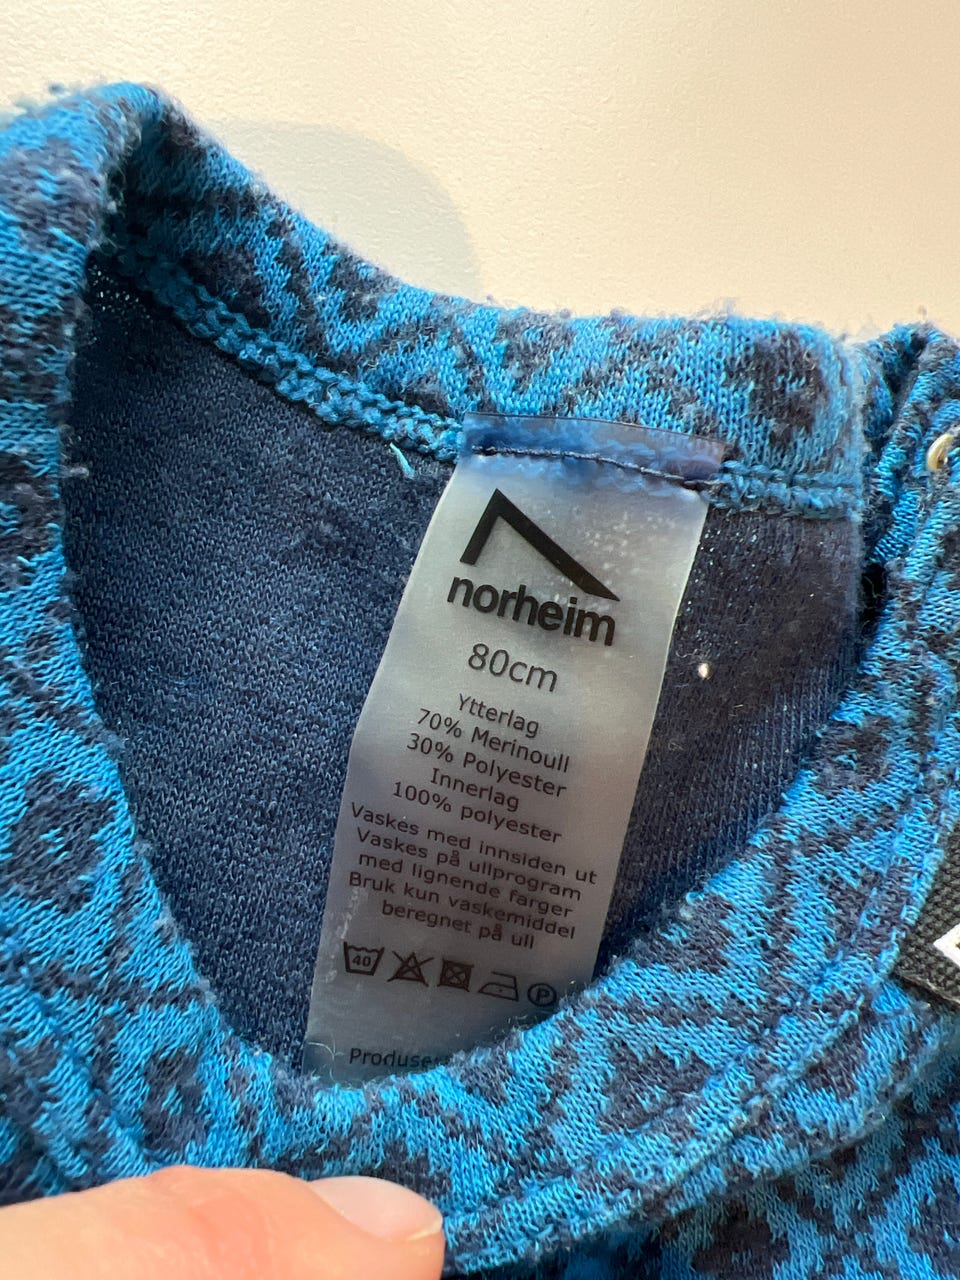 norheim
80cm
Ytterlag
70% Merinoull
30% Polyester
Innerlag
100% polyester
Vaskes med innsiden ut
Vaskes på ullprogram
med lignende farger
Bruk kun vaskemiddel
beregnet på ull
40 P